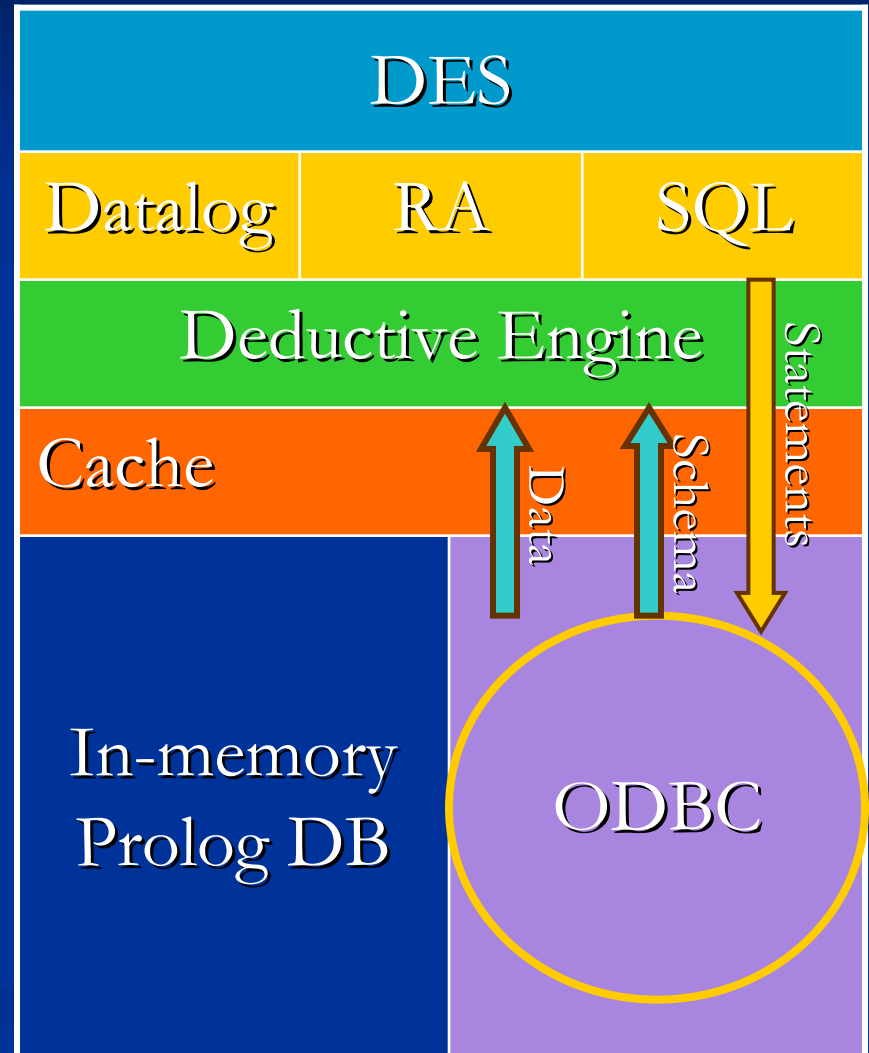 DES
Datalog
RA
SQL
Deductive Engine
Statements
Cache
Data
Schema
In-memory
Prolog DB
ODBC